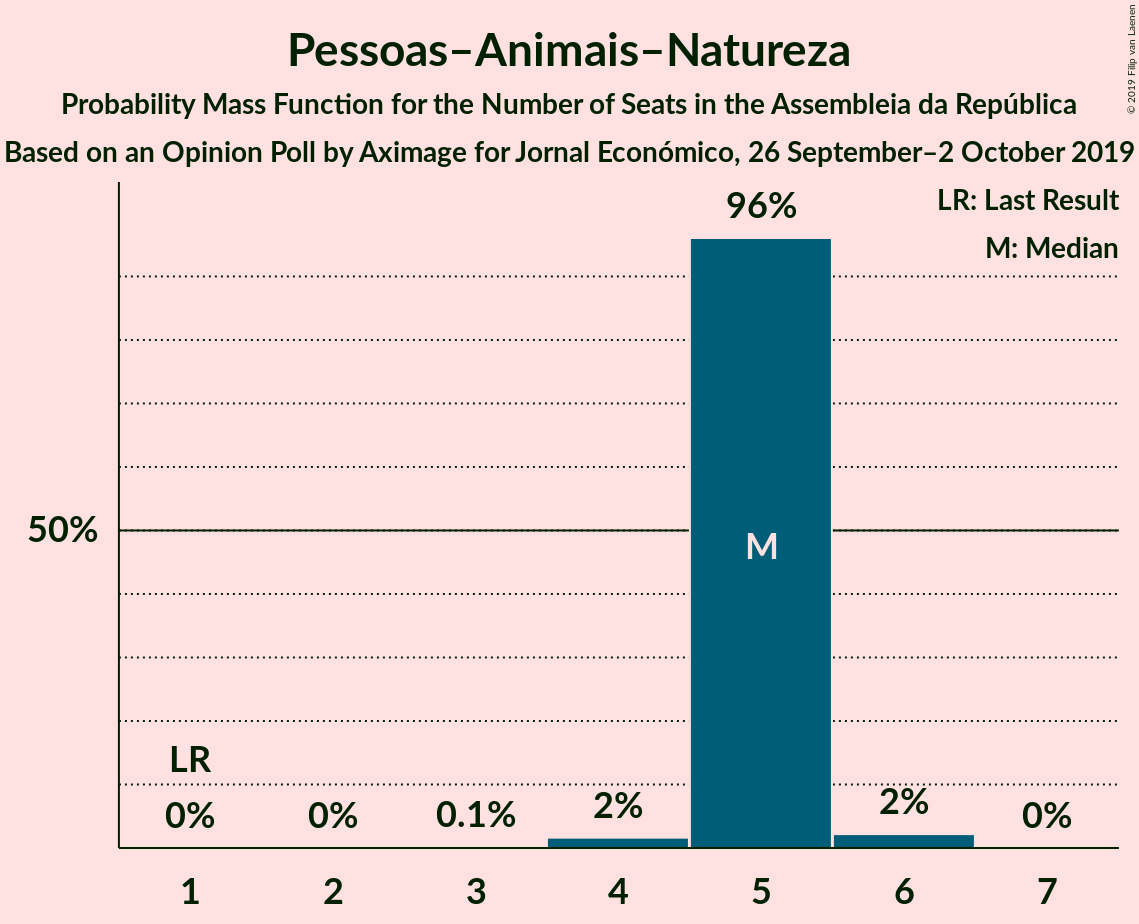 Pessoas–Animais–Natureza
Probability Mass Function for the Number of Seats in the Assembleia da República
Based on an Opinion Poll by Aximage for Jornal Económico, 26 September–2 October 2019
© 2019 Filip van Laenen
LR: Last Result
M: Median
96%
50%
M
LR
0%
0%
0.1%
2%
2%
0%
1
2
3
4
5
6
7